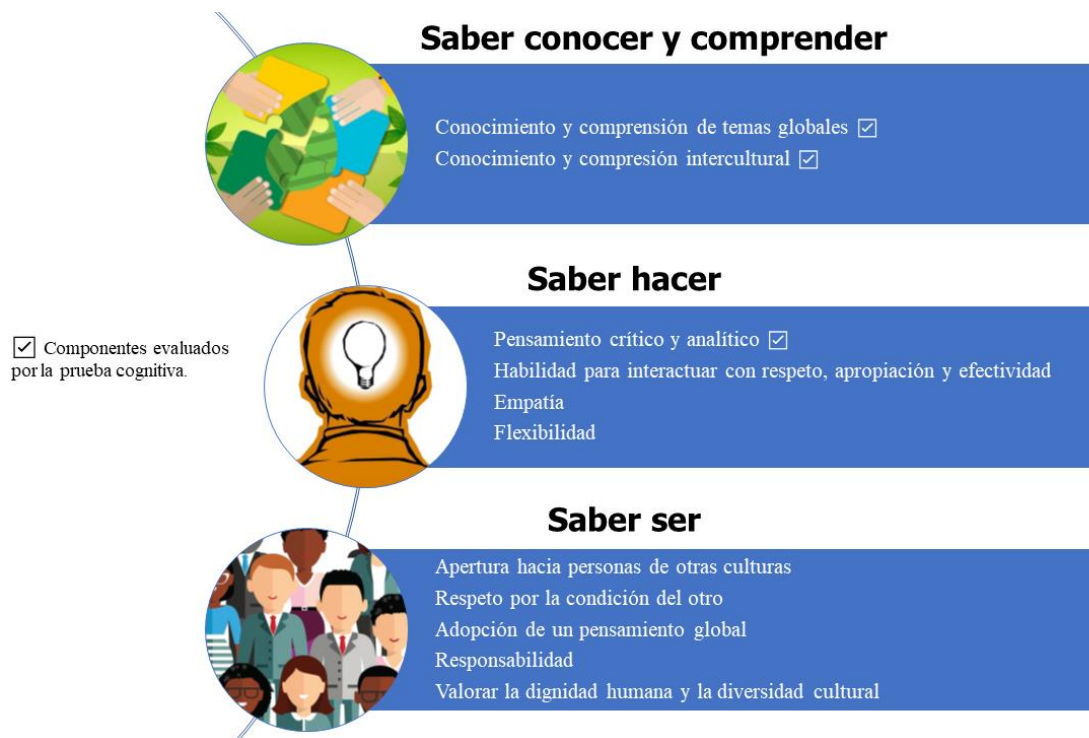 Saber conocer y comprender
Conocimiento y comprensión de temas globales ☑
Conocimiento y compresión intercultural ☑
Saber hacer
☑ Componentes evaluados
por la prueba cognitiva.
Pensamiento crítico y analítico ☑
Habilidad para interactuar con respeto, apropiación y efectividad
Empatía
Flexibilidad
Saber ser
Apertura hacia personas de otras culturas
Respeto por la condición del otro
Adopción de un pensamiento global
Responsabilidad
Valorar la dignidad humana y la diversidad cultural